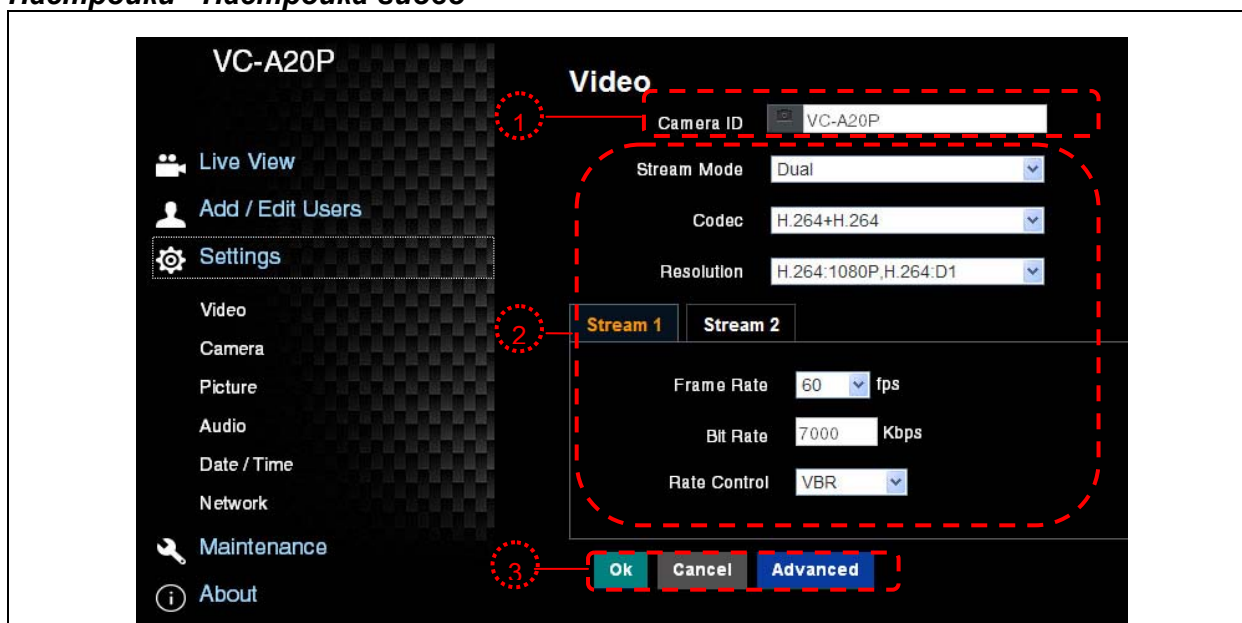 VC-A20P
Live View
Add / Edit Users
Settings
Video
Camera
Picture
Audio
Date / Time
Network
Maintenance
About
Video
1
Camera ID VC-A20P
Stream Mode Dual
Codec H.264+H.264
Resolution H.264:1080P,H.264:D1
2
Stream 1 Stream 2
Frame Rate 60 fps
Bit Rate 7000 Kbps
Rate Control VBR
3
Ok Cancel Advanced